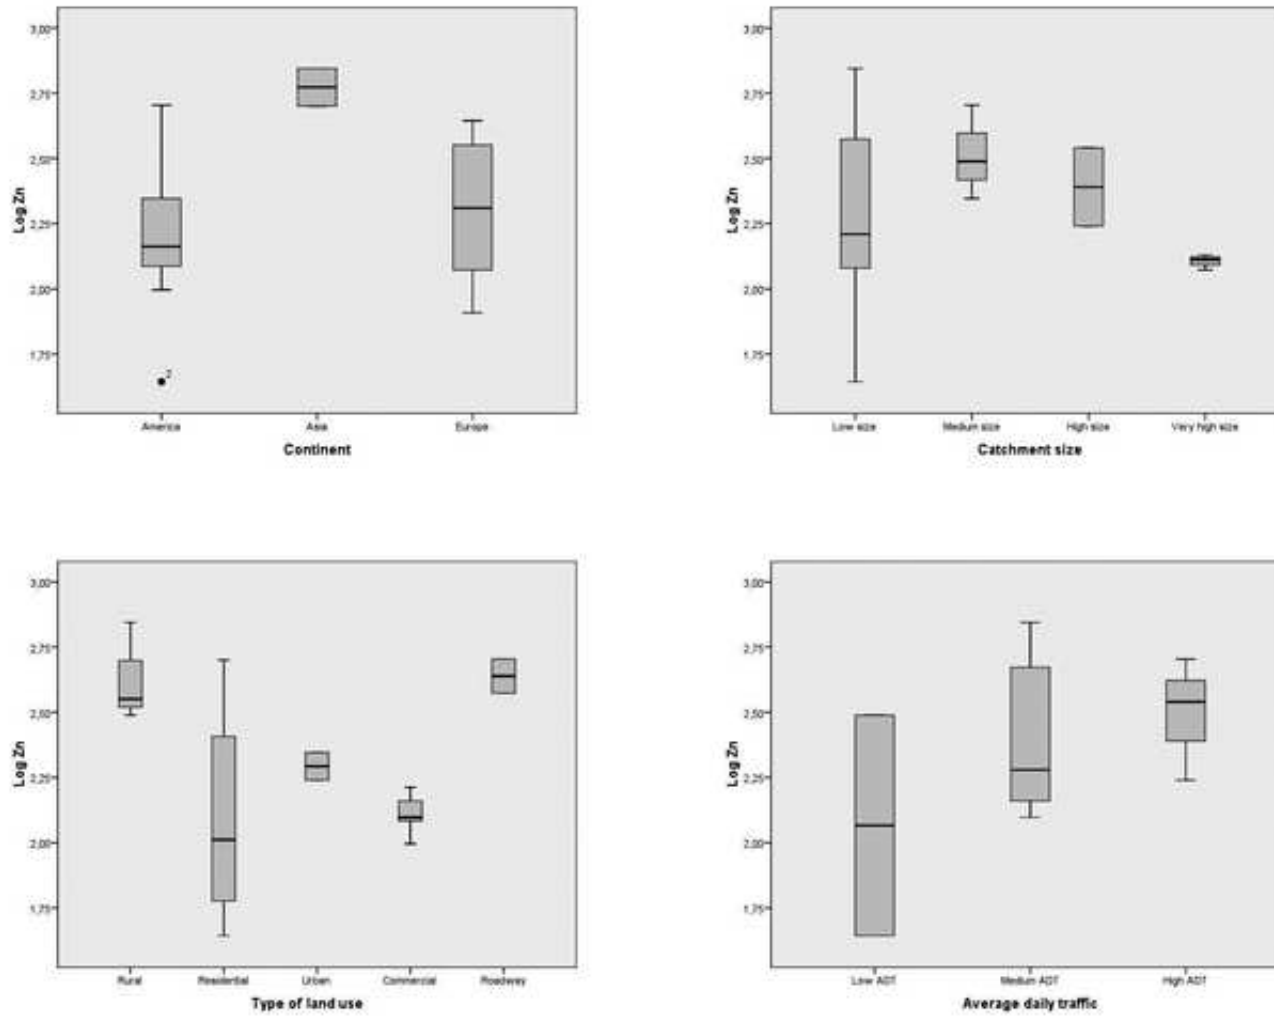 3,00
2,75
2,50
2,25
2,00
1,75
Log Zn
America
Asia
Europe
Continent
2
3,00
2,75
2,50
2,25
2,00
1,75
Log Zn
Low size
Medium size
High size
Very high size
Catchment size
3,00
2,75
2,50
2,25
2,00
1,75
Log Zn
Rural
Residential
Urban
Commercial
Roadway
Type of land use
3,00
2,75
2,50
2,25
2,00
1,75
Log Zn
Low ADT
Medium ADT
High ADT
Average daily traffic